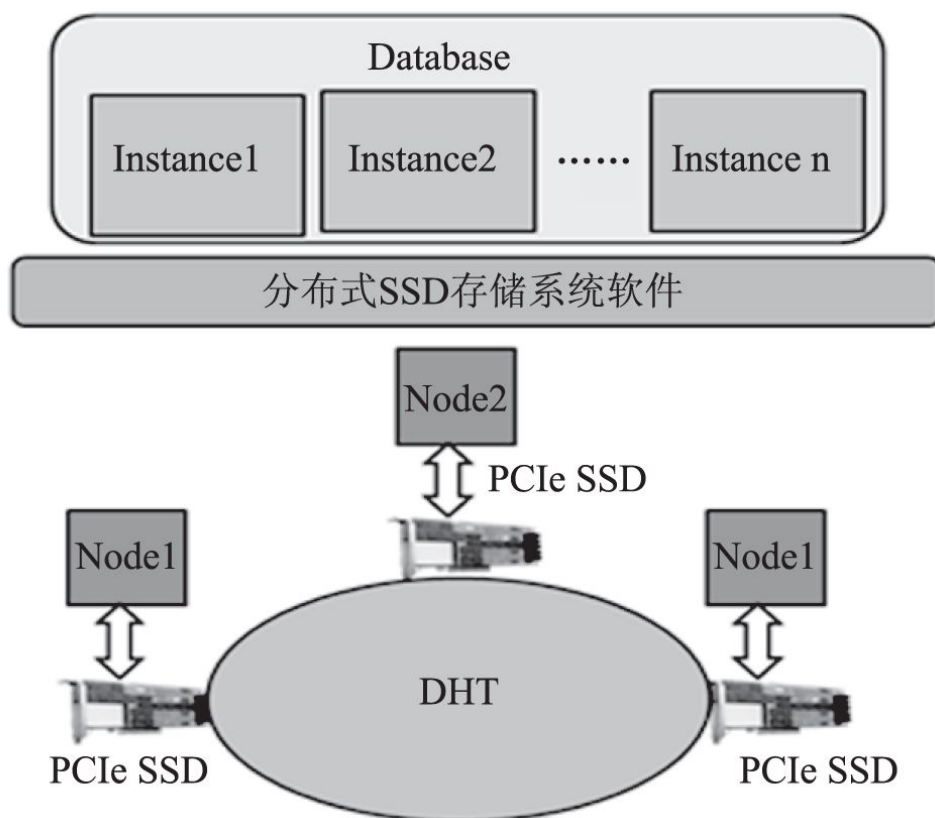 Database
Instance1 Instance2 …… Instance n
分布式SSD存储系统软件
Node2
PCIe SSD
Node1 Node1
DHT
PCIe SSD PCIe SSD